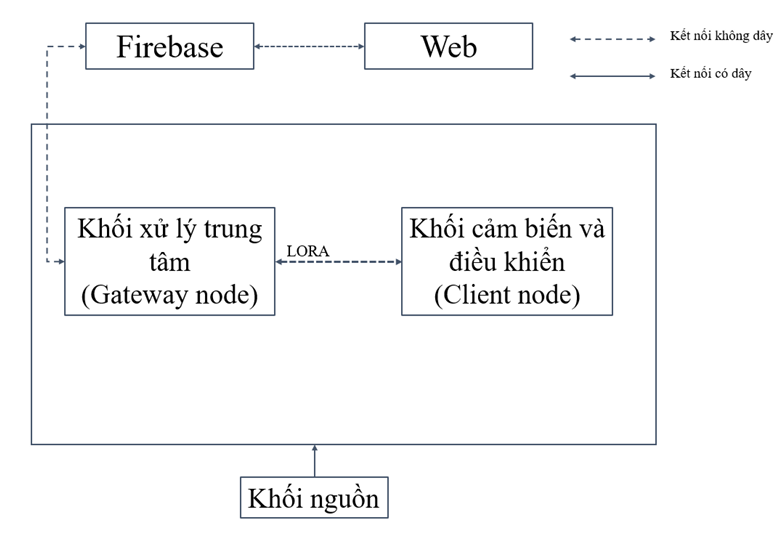 Firebase
Web
Kết nối không dây
Kết nối có dây
Khối xử lý trung
tâm
(Gateway node)
LORA
Khối cảm biến và
điều khiển
(Client node)
Khối nguồn